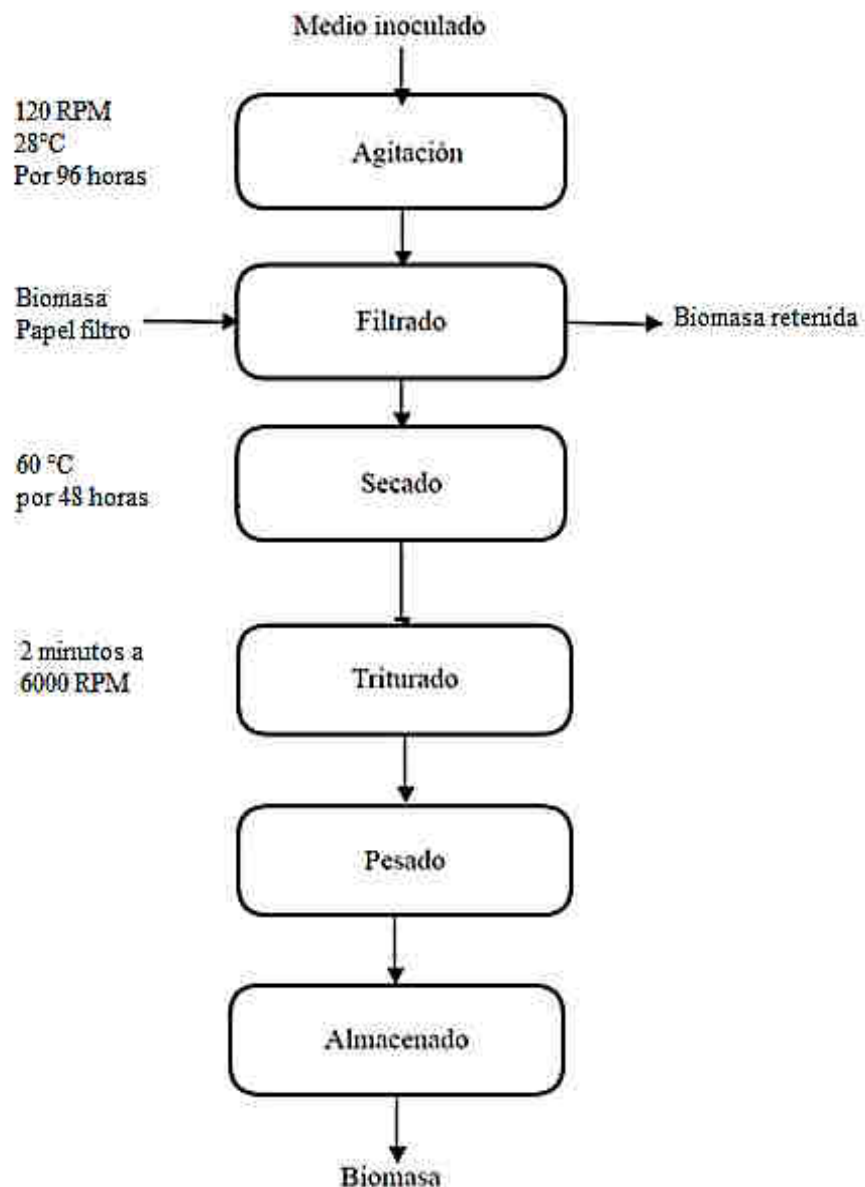 Medio inoculado
120 RPM
28°C
Por 96 horas
Agitación
Biomasa
Papel filtro
Filtrado
Biomasa retenida
60 °C
por 48 horas
Secado
2 minutos a
6000 RPM
Triturado
Pesado
Almacenado
Biomasa